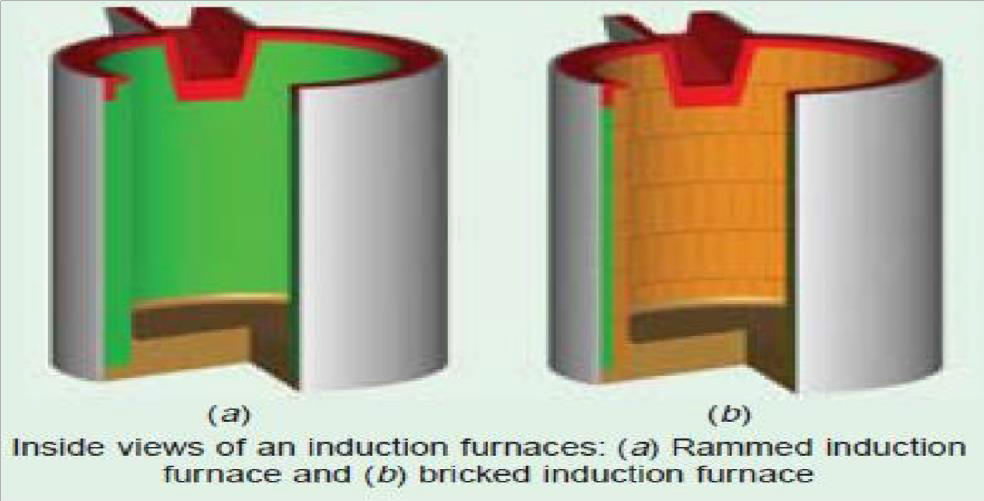 (a) (b)
Inside views of an induction furnaces: (a) Rammed induction
furnace and (b) bricked induction furnace